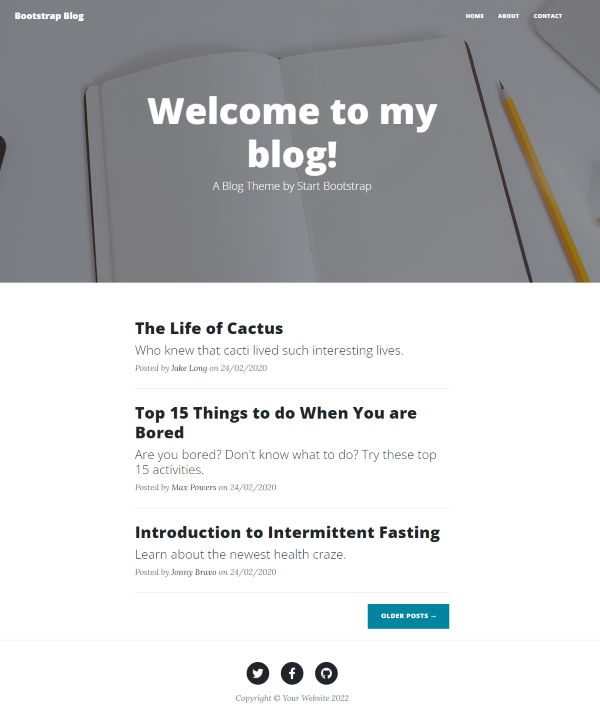 Bootstrap Blog
HOME ABOUT CONTACT
Welcome to my
blog!
A Blog Theme by Start Bootstrap
The Life of Cactus
Who knew that cacti lived such interesting lives.
Posted by Jake Long on 24/02/2020
Top 15 Things to do When You are
Bored
Are you bored? Don't know what to do? Try these top
15 activities.
Posted by Max Powers on 24/02/2020
Introduction to Intermittent Fasting
Learn about the newest health craze.
Posted by Jonny Bravo on 24/02/2020
OLDER POSTS →
Copyright © Your Website 2022